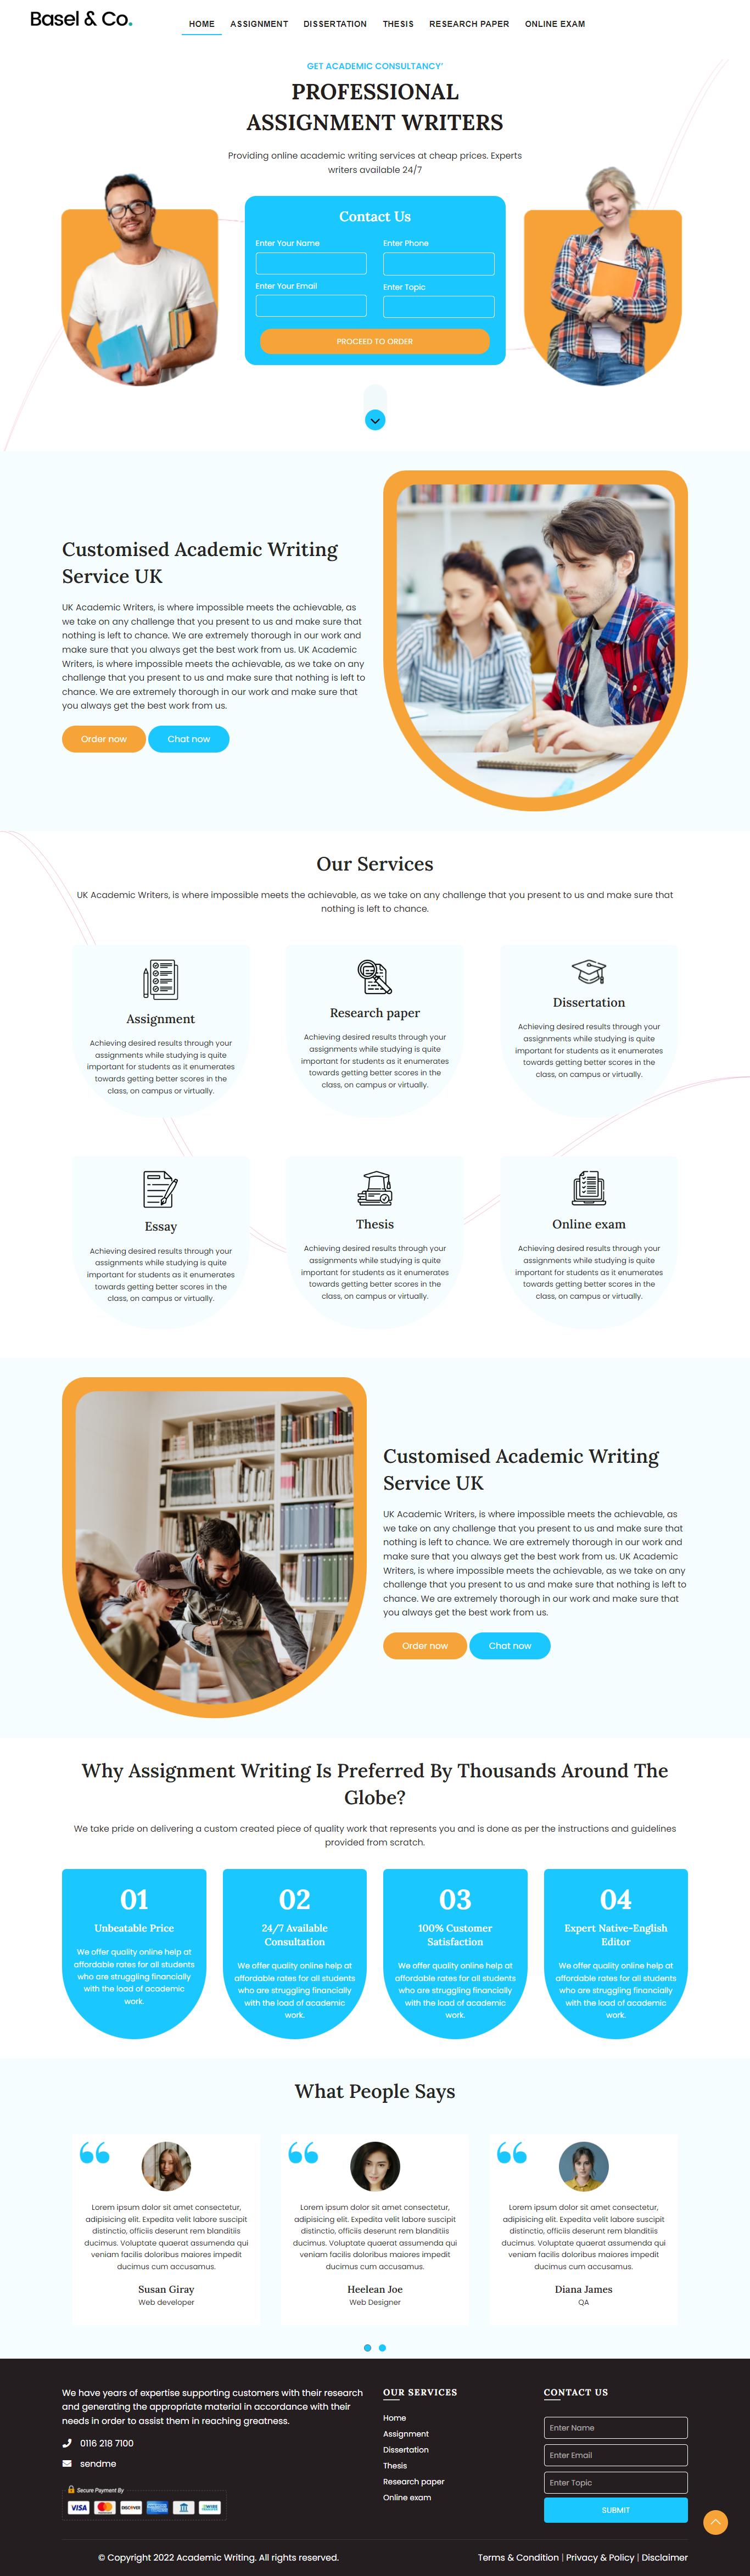 Basel & Co.
HOME ASSIGNMENT DISSERTATION THESIS RESEARCH PAPER ONLINE EXAM
GET ACADEMIC CONSULTANCY'
PROFESSIONAL
ASSIGNMENT WRITERS
Providing online academic writing services at cheap prices. Experts
writers available 24/7
Contact Us
Enter Your Name Enter Phone
Enter Your Email Enter Topic
PROCEED TO ORDER
Customised Academic Writing
Service UK
UK Academic Writers, is where impossible meets the achievable, as
we take on any challenge that you present to us and make sure that
nothing is left to chance. We are extremely thorough in our work and
make sure that you always get the best work from us. UK Academic
Writers, is where impossible meets the achievable, as we take on any
challenge that you present to us and make sure that nothing is left to
chance. We are extremely thorough in our work and make sure that
you always get the best work from us.
Order now Chat now
Our Services
UK Academic Writers, is where impossible meets the achievable, as we take on any challenge that you present to us and make sure that
nothing is left to chance.
Assignment
Achieving desired results through your
assignments while studying is quite
important for students as it enumerates
towards getting better scores in the
class, on campus or virtually.
Research paper
Achieving desired results through your
assignments while studying is quite
important for students as it enumerates
towards getting better scores in the
class, on campus or virtually.
Dissertation
Achieving desired results through your
assignments while studying is quite
important for students as it enumerates
towards getting better scores in the
class, on campus or virtually.
Essay
Achieving desired results through your
assignments while studying is quite
important for students as it enumerates
towards getting better scores in the
class, on campus or virtually.
Thesis
Achieving desired results through your
assignments while studying is quite
important for students as it enumerates
towards getting better scores in the
class, on campus or virtually.
Online exam
Achieving desired results through your
assignments while studying is quite
important for students as it enumerates
towards getting better scores in the
class, on campus or virtually.
Customised Academic Writing
Service UK
UK Academic Writers, is where impossible meets the achievable, as
we take on any challenge that you present to us and make sure that
nothing is left to chance. We are extremely thorough in our work and
make sure that you always get the best work from us. UK Academic
Writers, is where impossible meets the achievable, as we take on any
challenge that you present to us and make sure that nothing is left to
chance. We are extremely thorough in our work and make sure that
you always get the best work from us.
Order now Chat now
Why Assignment Writing Is Preferred By Thousands Around The
Globe?
We take pride on delivering a custom created piece of quality work that represents you and is done as per the instructions and guidelines
provided from scratch.
01
Unbeatable Price
We offer quality online help at
affordable rates for all students
who are struggling financially
with the load of academic
work.
02
24/7 Available
Consultation
We offer quality online help at
affordable rates for all students
who are struggling financially
with the load of academic
work.
03
100% Customer
Satisfaction
We offer quality online help at
affordable rates for all students
who are struggling financially
with the load of academic
work.
04
Expert Native-English
Editor
We offer quality online help at
affordable rates for all students
who are struggling financially
with the load of academic
work.
What People Says
Lorem ipsum dolor sit amet consectetur,
adipisicing elit. Expedita velit labore suscipit
distinctio, officiis deserunt rem blanditiis
ducimus. Voluptate quaerat assumenda qui
veniam facilis doloribus maiores impedit
ducimus cum accusamus.
Susan Giray
Web developer
Lorem ipsum dolor sit amet consectetur,
adipisicing elit. Expedita velit labore suscipit
distinctio, officiis deserunt rem blanditiis
ducimus. Voluptate quaerat assumenda qui
veniam facilis doloribus maiores impedit
ducimus cum accusamus.
Heelean Joe
Web Designer
Lorem ipsum dolor sit amet consectetur,
adipisicing elit. Expedita velit labore suscipit
distinctio, officiis deserunt rem blanditiis
ducimus. Voluptate quaerat assumenda qui
veniam facilis doloribus maiores impedit
ducimus cum accusamus.
Diana James
QA
We have years of expertise supporting customers with their research
and generating the appropriate material in accordance with their
needs in order to assist them in reaching greatness.
0116 218 7100
sendme
Secure Payment By
VISA MasterCard DISCOVER
OUR SERVICES
Home
Assignment
Dissertation
Thesis
Research paper
Online exam
CONTACT US
Enter Name
Enter Email
Enter Topic
SUBMIT
© Copyright 2022 Academic Writing. All rights reserved.
Terms & Condition | Privacy & Policy | Disclaimer